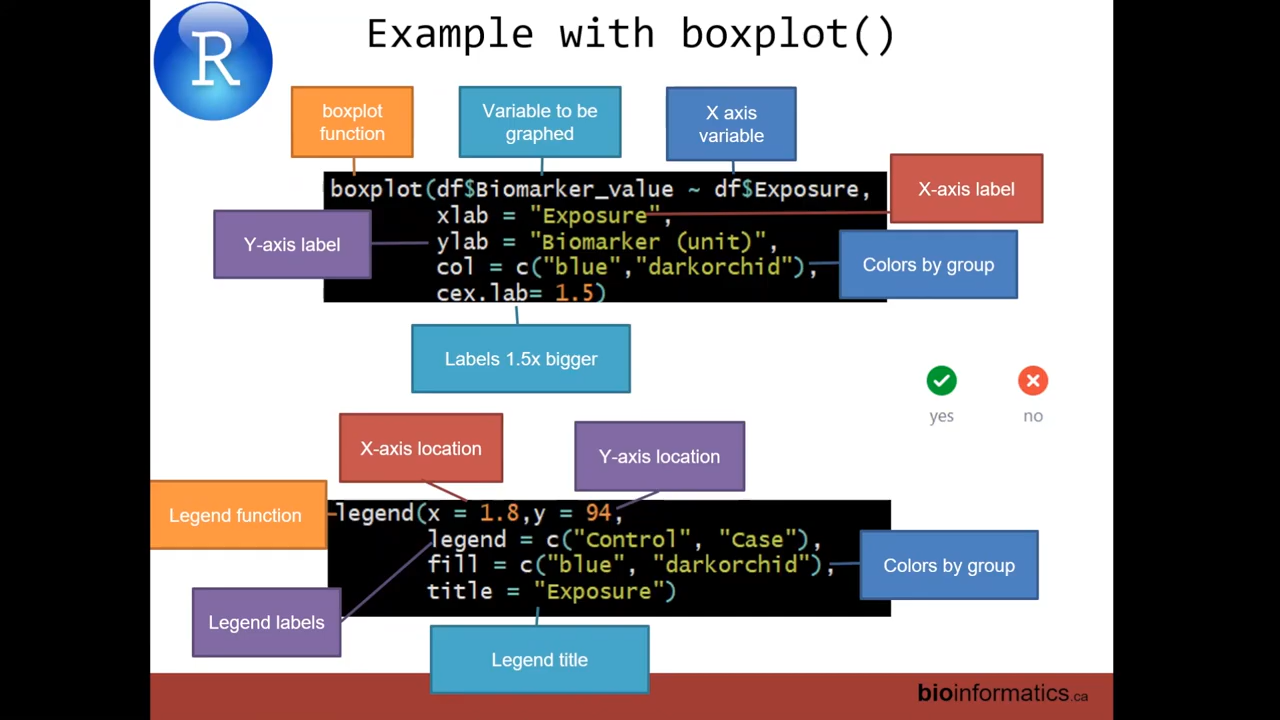 R
Example with boxplot()
boxplot
function
Variable to be
graphed
X axis
variable
X-axis label
boxplot(df$Biomarker_value ~ df$Exposure,
xlab = "Exposure",
Y-axis label
ylab = "Biomarker (unit)",
col = c("blue","darkorchid"),
Colors by group
cex.lab= 1.5)
Labels 1.5x bigger
yes
no
X-axis location
Y-axis location
Legend function
legend(x = 1.8,y = 94,
legend = c("Control", "Case"),
fill = c("blue", "darkorchid"),
Colors by group
title = "Exposure")
Legend labels
Legend title
bioinformatics.ca